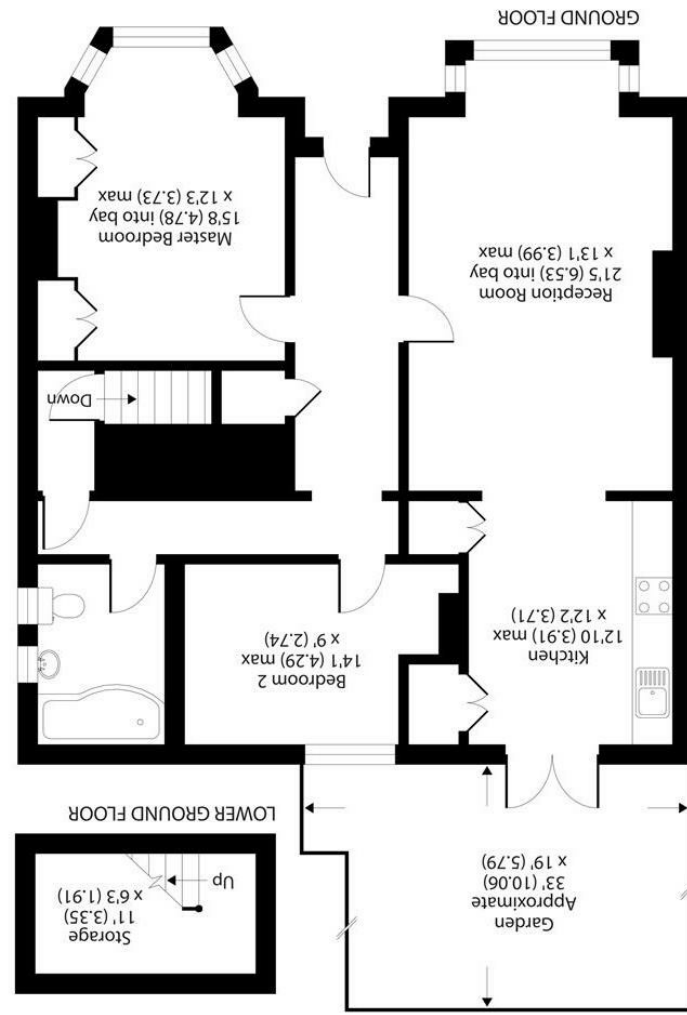 Garden
Approximate
33' (10.06)
x 19' (5.79)
Storage
11' (3.35)
x 6'3 (1.91)
Up
LOWER GROUND FLOOR
Kitchen
12'10 (3.91) max
x 12'2 (3.71)
Bedroom 2
14'1 (4.29) max
x 9' (2.74)
Down
Reception Room
21'5 (6.53) into bay
x 13'1 (3.99) max
Master Bedroom
15'8 (4.78) into bay
x 12'3 (3.73) max
GROUND FLOOR